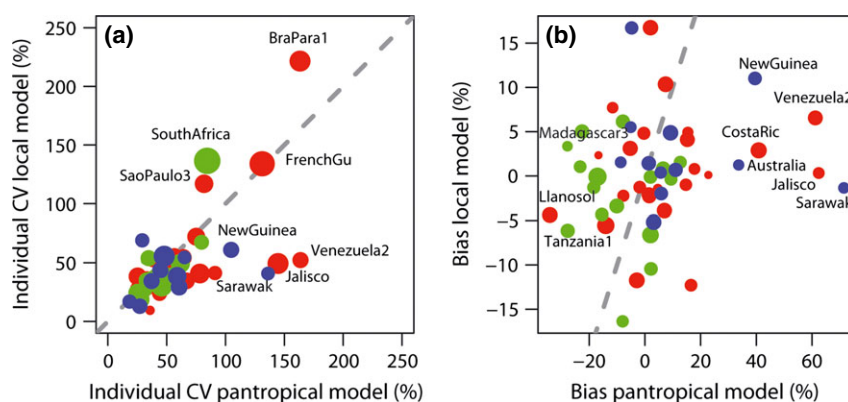 (a)
Individual CV local model (%)
250
200
150
100
50
0
BraPara1
SouthAfrica
SaoPaulo3
FrenchGu
NewGuinea
Venezuela2
Jalisco
Sarawak
0 50 100 150 200 250
Individual CV pantropical model (%)
(b)
Bias local model (%)
15
10
5
0
−5
−10
−15
NewGuinea
Venezuela2
Madagascar3
CostaRic
Australia
Jalisco
Sarawak
Llanosol
Tanzania1
−20 0 20 40 60
Bias pantropical model (%)